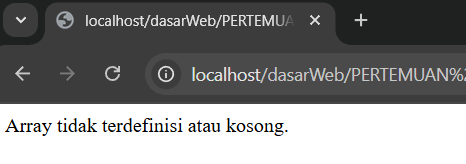 localhost/dasarWeb/PERTEMUA
localhost/dasarWeb/PERTEMUAN%2
Array tidak terdefinisi atau kosong.